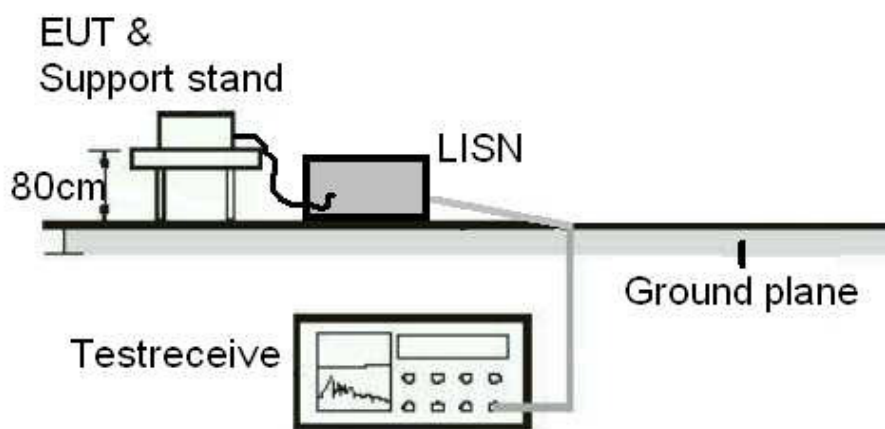 EUT &
Support stand
LISN
80cm
Ground plane
Testreceive